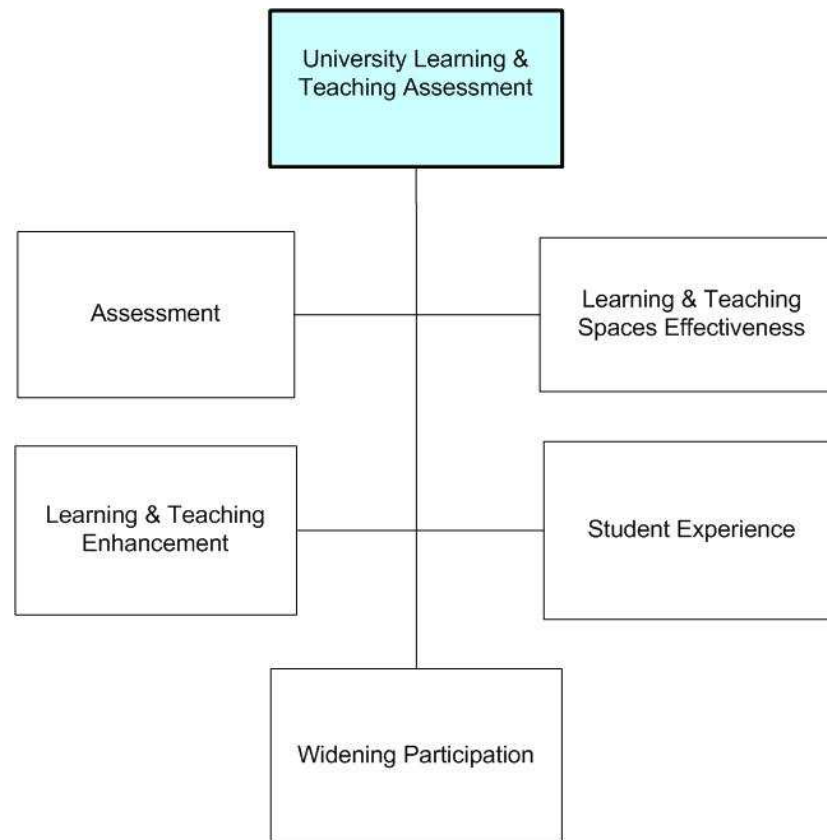 University Learning &
Teaching Assessment
Assessment
Learning & Teaching
Spaces Effectiveness
Learning & Teaching
Enhancement
Student Experience
Widening Participation